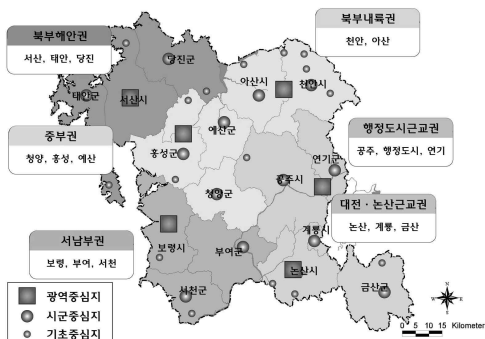 북부해안권
서산, 태안, 당진
북부내륙권
천안, 아산
당진군
아산시
천안시
태안군
서산시
중부권
청양, 홍성, 예산
예산군
홍성군
행정도시근교권
공주, 행정도시, 연기
연기군
공주시
청양군
대전 · 논산근교권
논산, 계룡, 금산
서남부권
보령, 부여, 서천
보령시
부여군
계룡시
논산시
서천군
금산군
광역중심지
시군중심지
기초중심지
N
W E
S
0 5 10 15 Kilometer